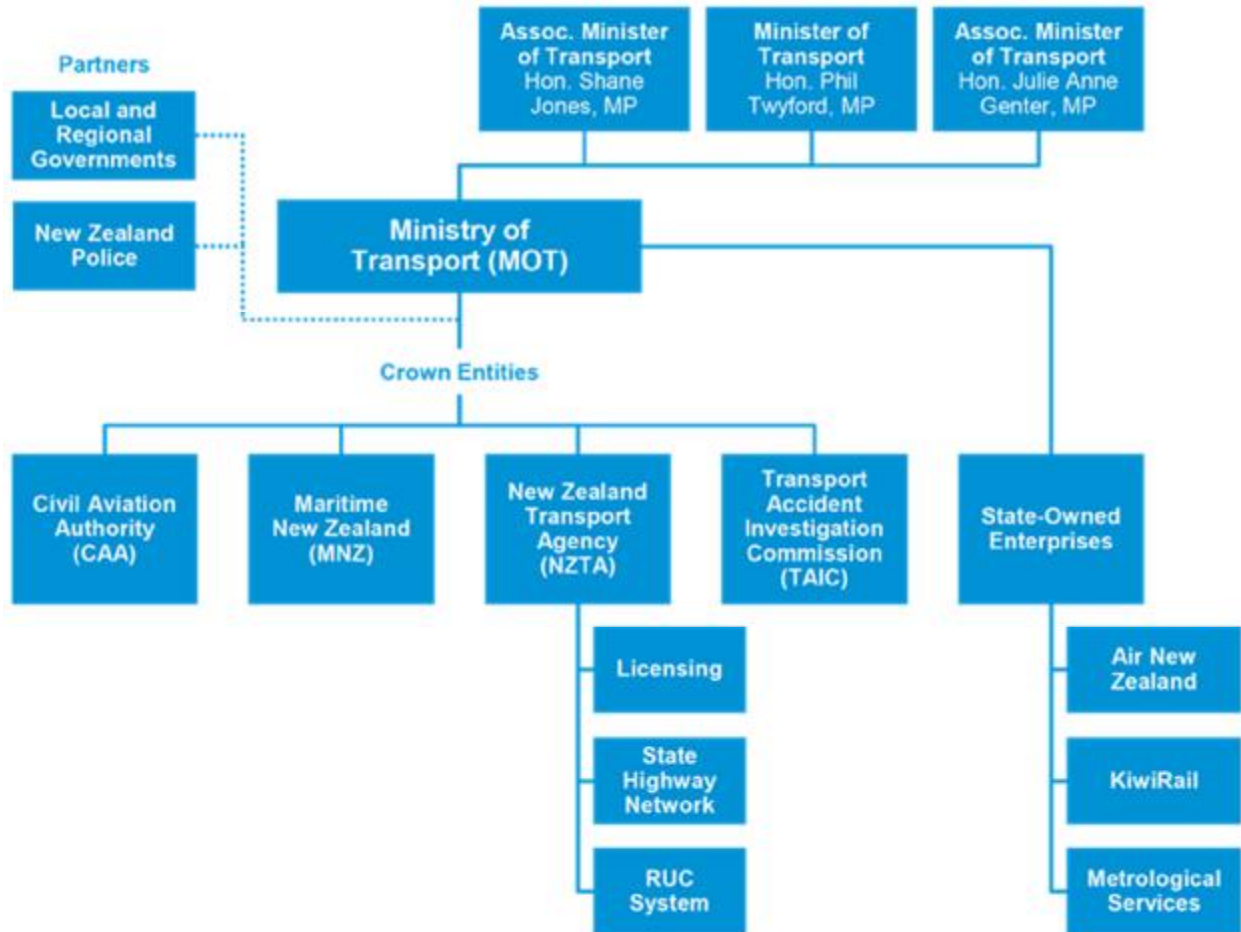 Assoc. Minister
of Transport
Hon. Shane
Jones, MP
Minister of
Transport
Hon. Phil
Twyford, MP
Assoc. Minister
of Transport
Hon. Julie Anne
Genter, MP
Partners
Local and
Regional
Governments
New Zealand
Police
Ministry of
Transport (MOT)
Crown Entities
Civil Aviation
Authority
(CAA)
Maritime
New Zealand
(MNZ)
New Zealand
Transport
Agency
(NZTA)
Transport
Accident
Investigation
Commission
(TAIC)
State-Owned
Enterprises
Licensing
State
Highway
Network
RUC
System
Air New
Zealand
KiwiRail
Metrological
Services